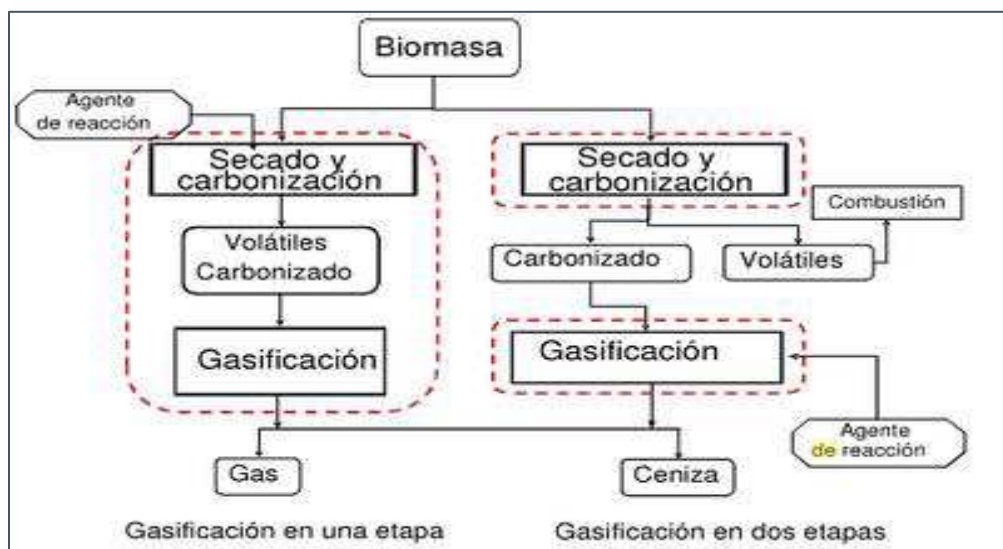 Biomasa
Agente
de reacción
Secado y
carbonización
Volátiles
Carbonizado
Gasificación
Secado y
carbonización
Combustión
Carbonizado
Volátiles
Gasificación
Agente
de reacción
Gas
Ceniza
Gasificación en una etapa
Gasificación en dos etapas